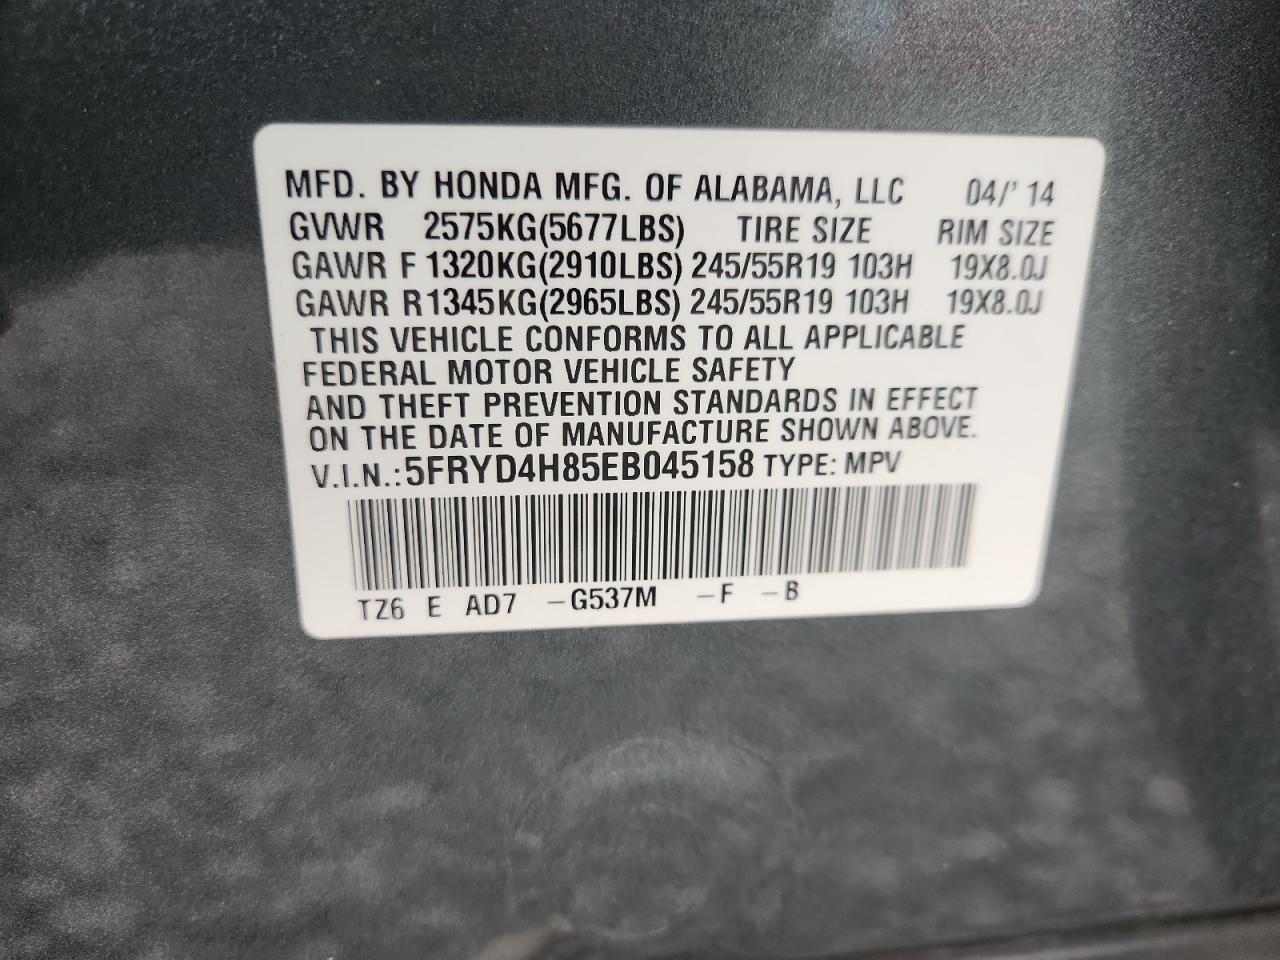 MFD. BY HONDA MFG. OF ALABAMA, LLC 04/' 14
GVWR 2575KG(5677LBS) TIRE SIZE RIM SIZE
GAWR F 1320KG(2910LBS) 245/55R19 103H 19X8.0J
GAWR R1345KG(2965LBS) 245/55R19 103H 19X8.0J
THIS VEHICLE CONFORMS TO ALL APPLICABLE
FEDERAL MOTOR VEHICLE SAFETY
AND THEFT PREVENTION STANDARDS IN EFFECT
ON THE DATE OF MANUFACTURE SHOWN ABOVE.
V.I.N.:5FRYD4H85EB045158 TYPE: MPV
TZ6 E AD7 -G537M -F -B